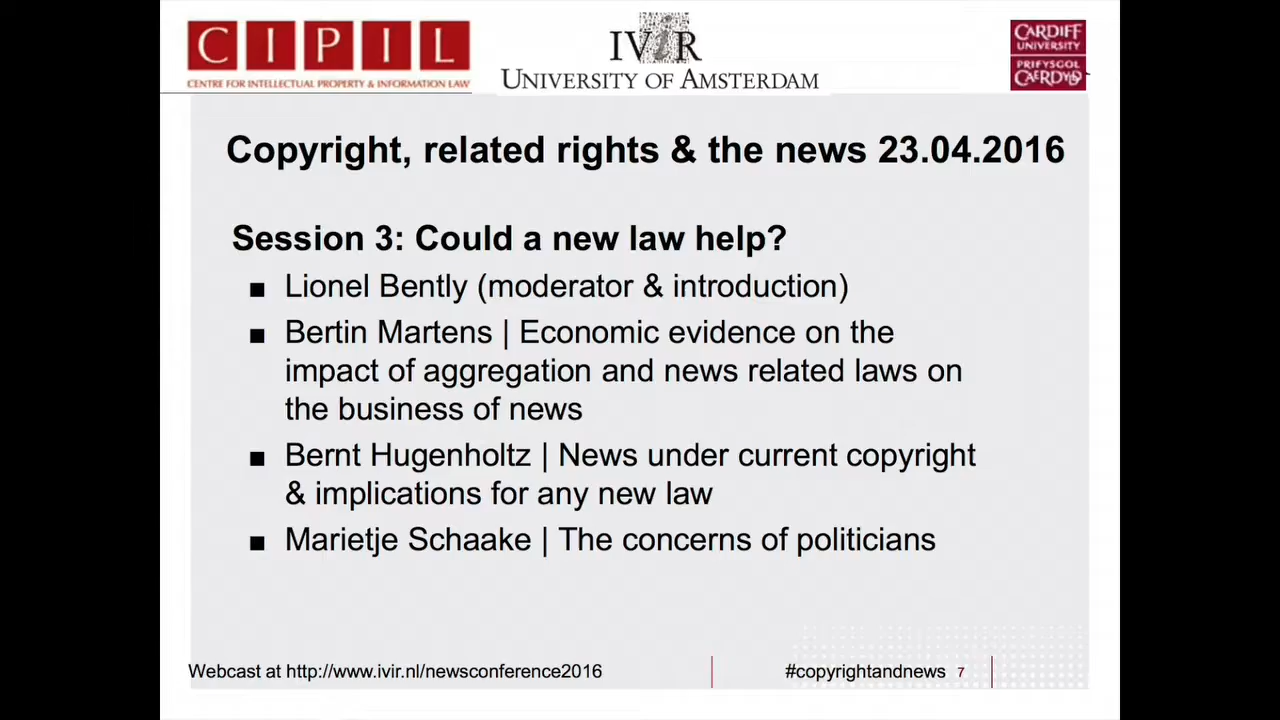 CIPIL
CENTRE FOR INTELLECTUAL PROPERTY & INFORMATION LAW
IViR
UNIVERSITY OF AMSTERDAM
CARDIFF
UNIVERSITY
PRIFYSGOL
CAERDYDD
Copyright, related rights & the news 23.04.2016
Session 3: Could a new law help?
■ Lionel Bently (moderator & introduction)
■ Bertin Martens | Economic evidence on the
impact of aggregation and news related laws on
the business of news
■ Bernt Hugenholtz | News under current copyright
& implications for any new law
■ Marietje Schaake | The concerns of politicians
Webcast at http://www.ivir.nl/newsconference2016
#copyrightandnews 7